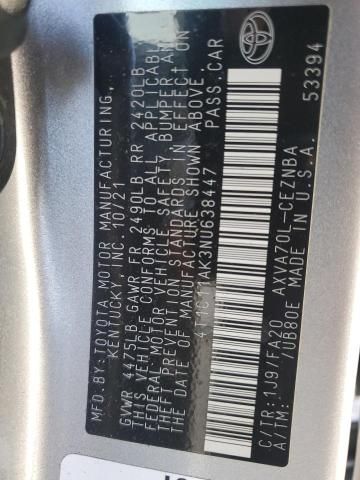 MFD.BY:TOYOTA MOTOR MANUFACTURING,
KENTUCKY, INC. 10/21
GVWR 4475LB GAWR FR 2490LB RR 2420LB
THIS VEHICLE CONFORMS TO ALL APPLICABLE
FEDERAL MOTOR VEHICLE SAFETY BUMPER AND
THEFT PREVENTION STANDARDS IN EFFECT ON
THE DATE OF MANUFACTURE SHOWN ABOVE.
4T1G11AK3NU638447 PASS.CAR
C/TR:1J9/FA20 AXVA70L-CEZNBA
A/TM: /UB80E MADE IN U.S.A.
53394
TOYOTA